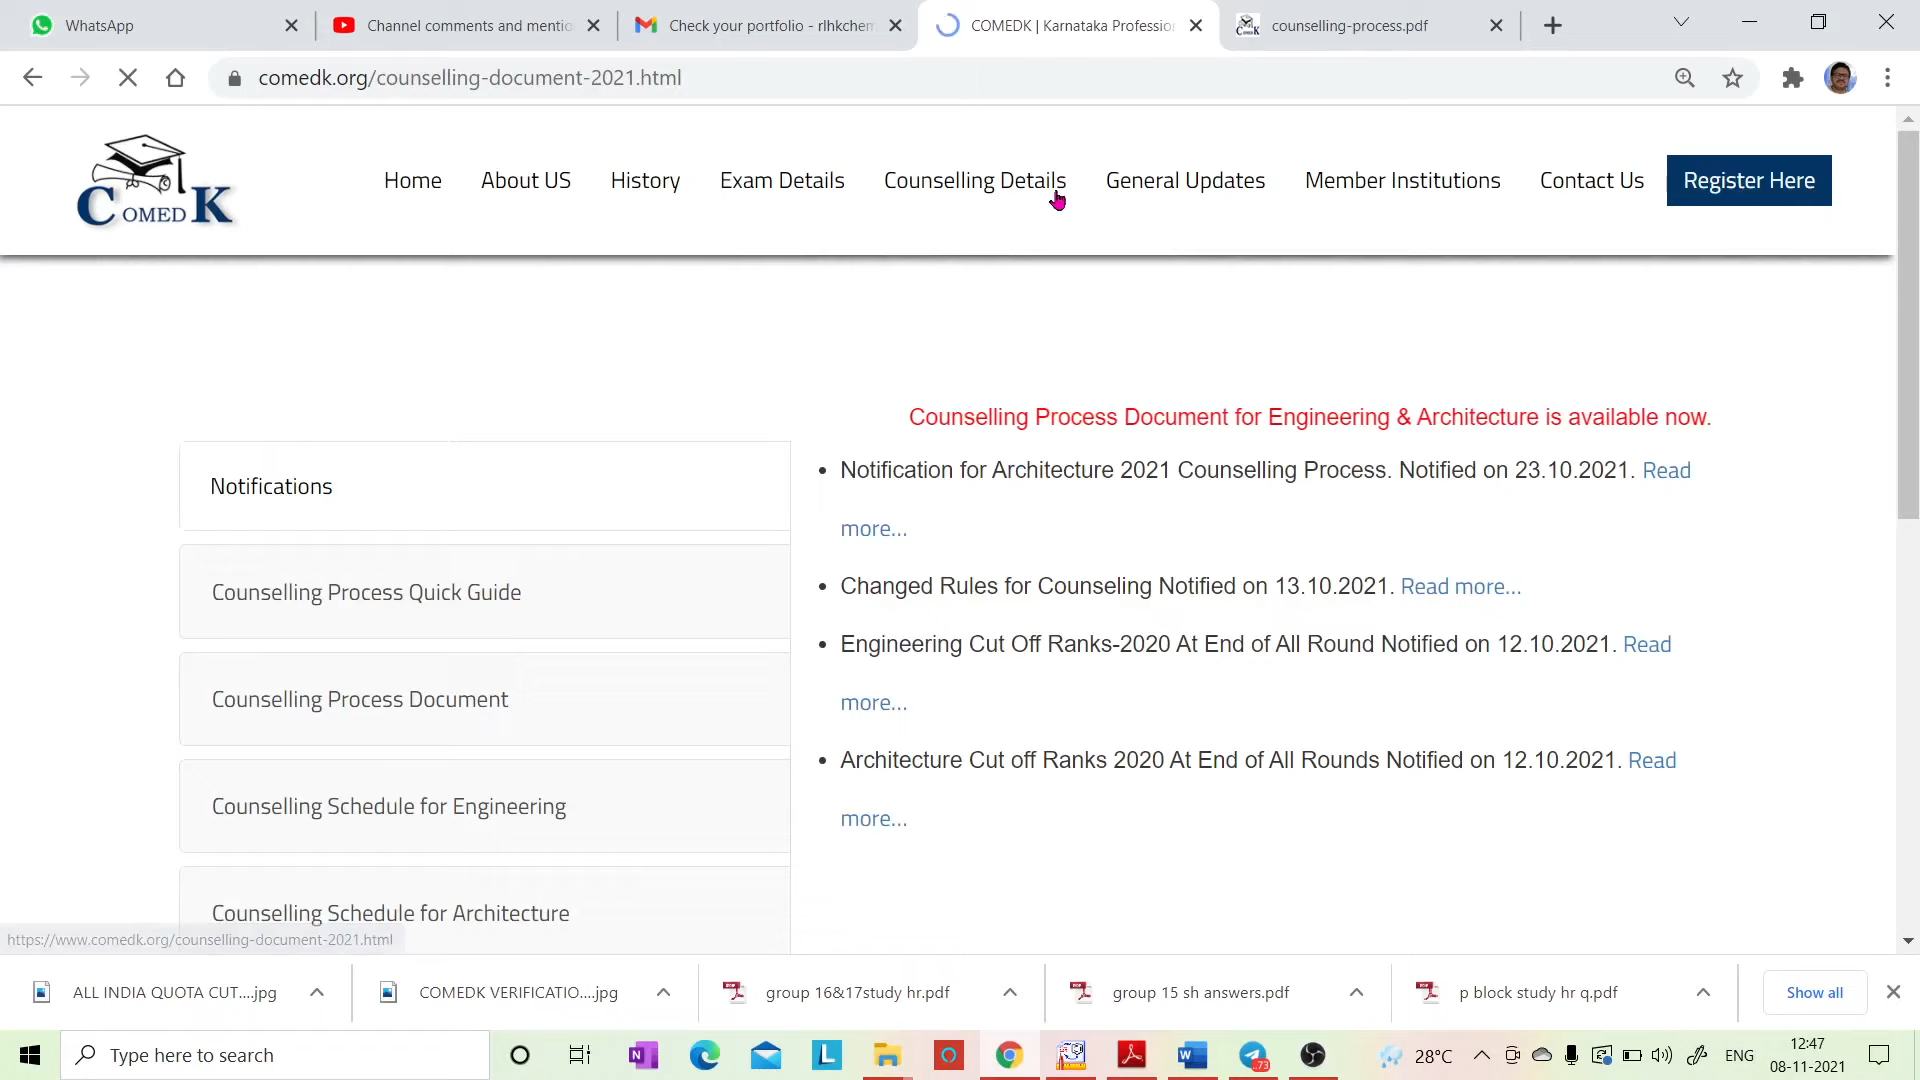 WhatsApp
Channel comments and mentio
Check your portfolio - rlhkchem
COMEDK | Karnataka Professio
counselling-process.pdf
comedk.org/counselling-document-2021.html
COMEDK
Home
About US
History
Exam Details
Counselling Details
General Updates
Member Institutions
Contact Us
Register Here
Counselling Process Document for Engineering & Architecture is available now.
Notifications
Counselling Process Quick Guide
Counselling Process Document
Counselling Schedule for Engineering
Counselling Schedule for Architecture
• Notification for Architecture 2021 Counselling Process. Notified on 23.10.2021. Read
more...
• Changed Rules for Counseling Notified on 13.10.2021. Read more...
• Engineering Cut Off Ranks-2020 At End of All Round Notified on 12.10.2021. Read
more...
• Architecture Cut off Ranks 2020 At End of All Rounds Notified on 12.10.2021. Read
more...
https://www.comedk.org/counselling-document-2021.html
ALL INDIA QUOTA CUT....jpg
COMEDK VERIFICATIO....jpg
group 16&17study hr.pdf
group 15 sh answers.pdf
p block study hr q.pdf
Show all
Type here to search
73
28°C
ENG
12:47
08-11-2021